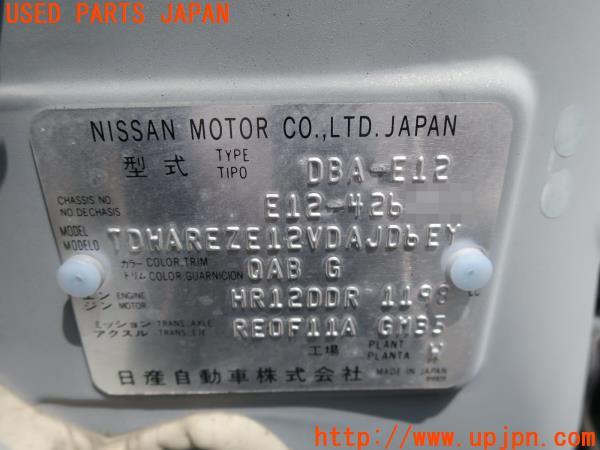 USED PARTS JAPAN
NISSAN MOTOR CO.,LTD. JAPAN
型式 TYPE TIPO DBA-E12
CHASSIS NO NO.DECHASIS E12-426
MODEL MODELO TDHAREZE12VDAJD6EY
カラー トリム COLOR,TRIM COLOR,GUARNICION QAB G
エンジン ENGINE MOTOR HR12DDR 1198 cc
ミッション アクスル TRANS. AXLE TRANS. EJE RE0F11A GM35
工場 PLANT PLANTA W
日産自動車株式会社 MADE IN JAPAN
http://www.upjpn.com